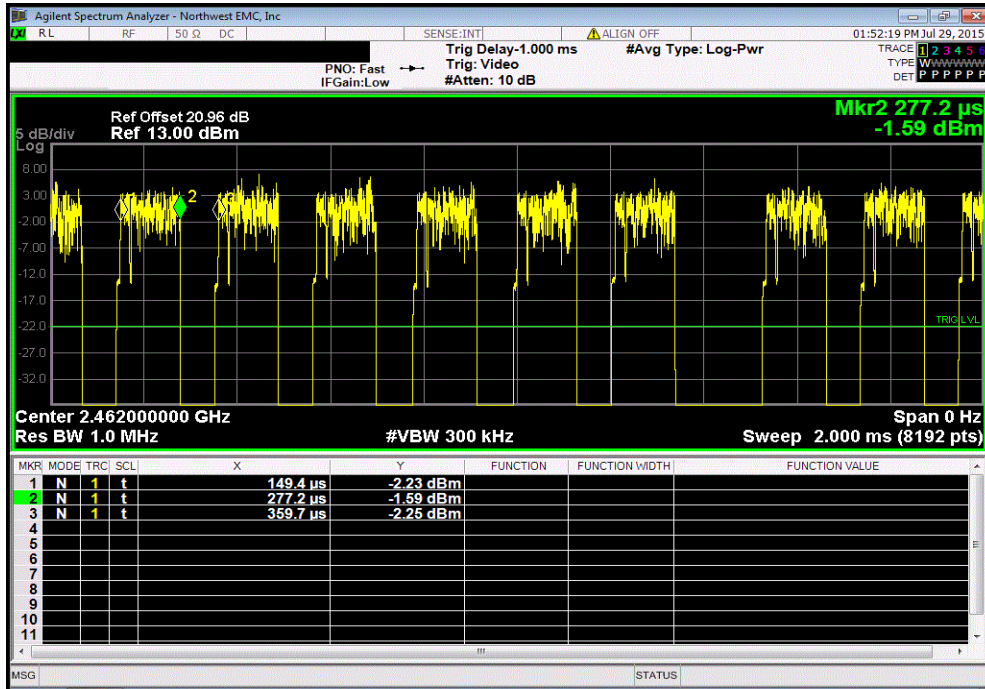 Agilent Spectrum Analyzer - Northwest EMC, Inc
LXI RL RF 50 Ω DC SENSE:INT ALIGN OFF 01:52:19 PM Jul 29, 2015
Trig Delay-1.000 ms #Avg Type: Log-Pwr TRACE 1 2 3 4 5 6
PNO: Fast Trig: Video TYPE WWWWWW
IFGain:Low #Atten: 10 dB DET P P P P P P
Mkr2 277.2 µs
Ref Offset 20.96 dB
5 dB/div Ref 13.00 dBm -1.59 dBm
Log
8.00
3.00
2
3
-2.00
-7.00
-12.0
-17.0
-22.0
TRIG LVL
-27.0
-32.0
Center 2.462000000 GHz Span 0 Hz
Res BW 1.0 MHz #VBW 300 kHz Sweep 2.000 ms (8192 pts)
MKR MODE TRC SCL X Y FUNCTION FUNCTION WIDTH FUNCTION VALUE
1 N 1 t 149.4 µs -2.23 dBm
2 N 1 t 277.2 µs -1.59 dBm
3 N 1 t 359.7 µs -2.25 dBm
4
5
6
7
8
9
10
11
MSG STATUS